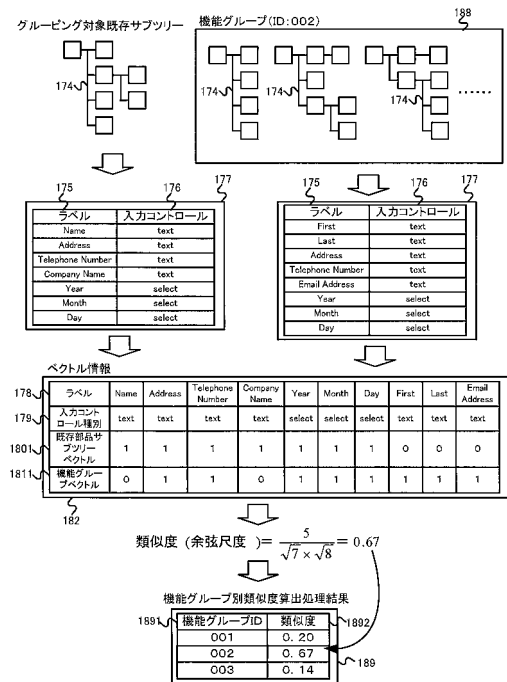 グルーピング対象既存サブツリー
機能グループ(ID:002)
188
174
174
174
174
……
175
176
177
ラベル 入力コントロール
Name text
Address text
Telephone Number text
Company Name text
Year select
Month select
Day select
175
176
177
ラベル 入力コントロール
First text
Last text
Address text
Telephone Number text
Email Address text
Year select
Month select
Day select
ベクトル情報
178 ラベル Name Address Telephone Number Company Name Year Month Day First Last Email Address
179 入力コントロール種別 text text text text select select select text text text
1801 既存部品サブツリーベクトル 1 1 1 1 1 1 1 0 0 0
1811 機能グループベクトル 0 1 1 0 1 1 1 1 1 1
182
類似度 (余弦尺度 )= 5 / √7 × √8 = 0.67
機能グループ別類似度算出処理結果
1891 機能グループID 類似度 1892
001 0. 20
002 0. 67
003 0. 14
189